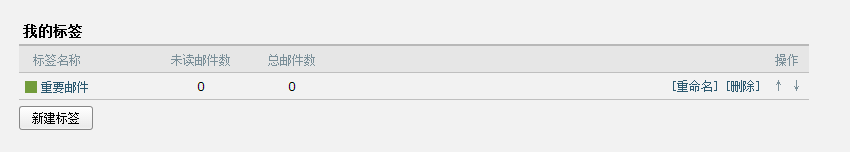 我的标签
标签名称 未读邮件数 总邮件数 操作
重要邮件 0 0 [重命名] [删除] ↑ ↓
新建标签